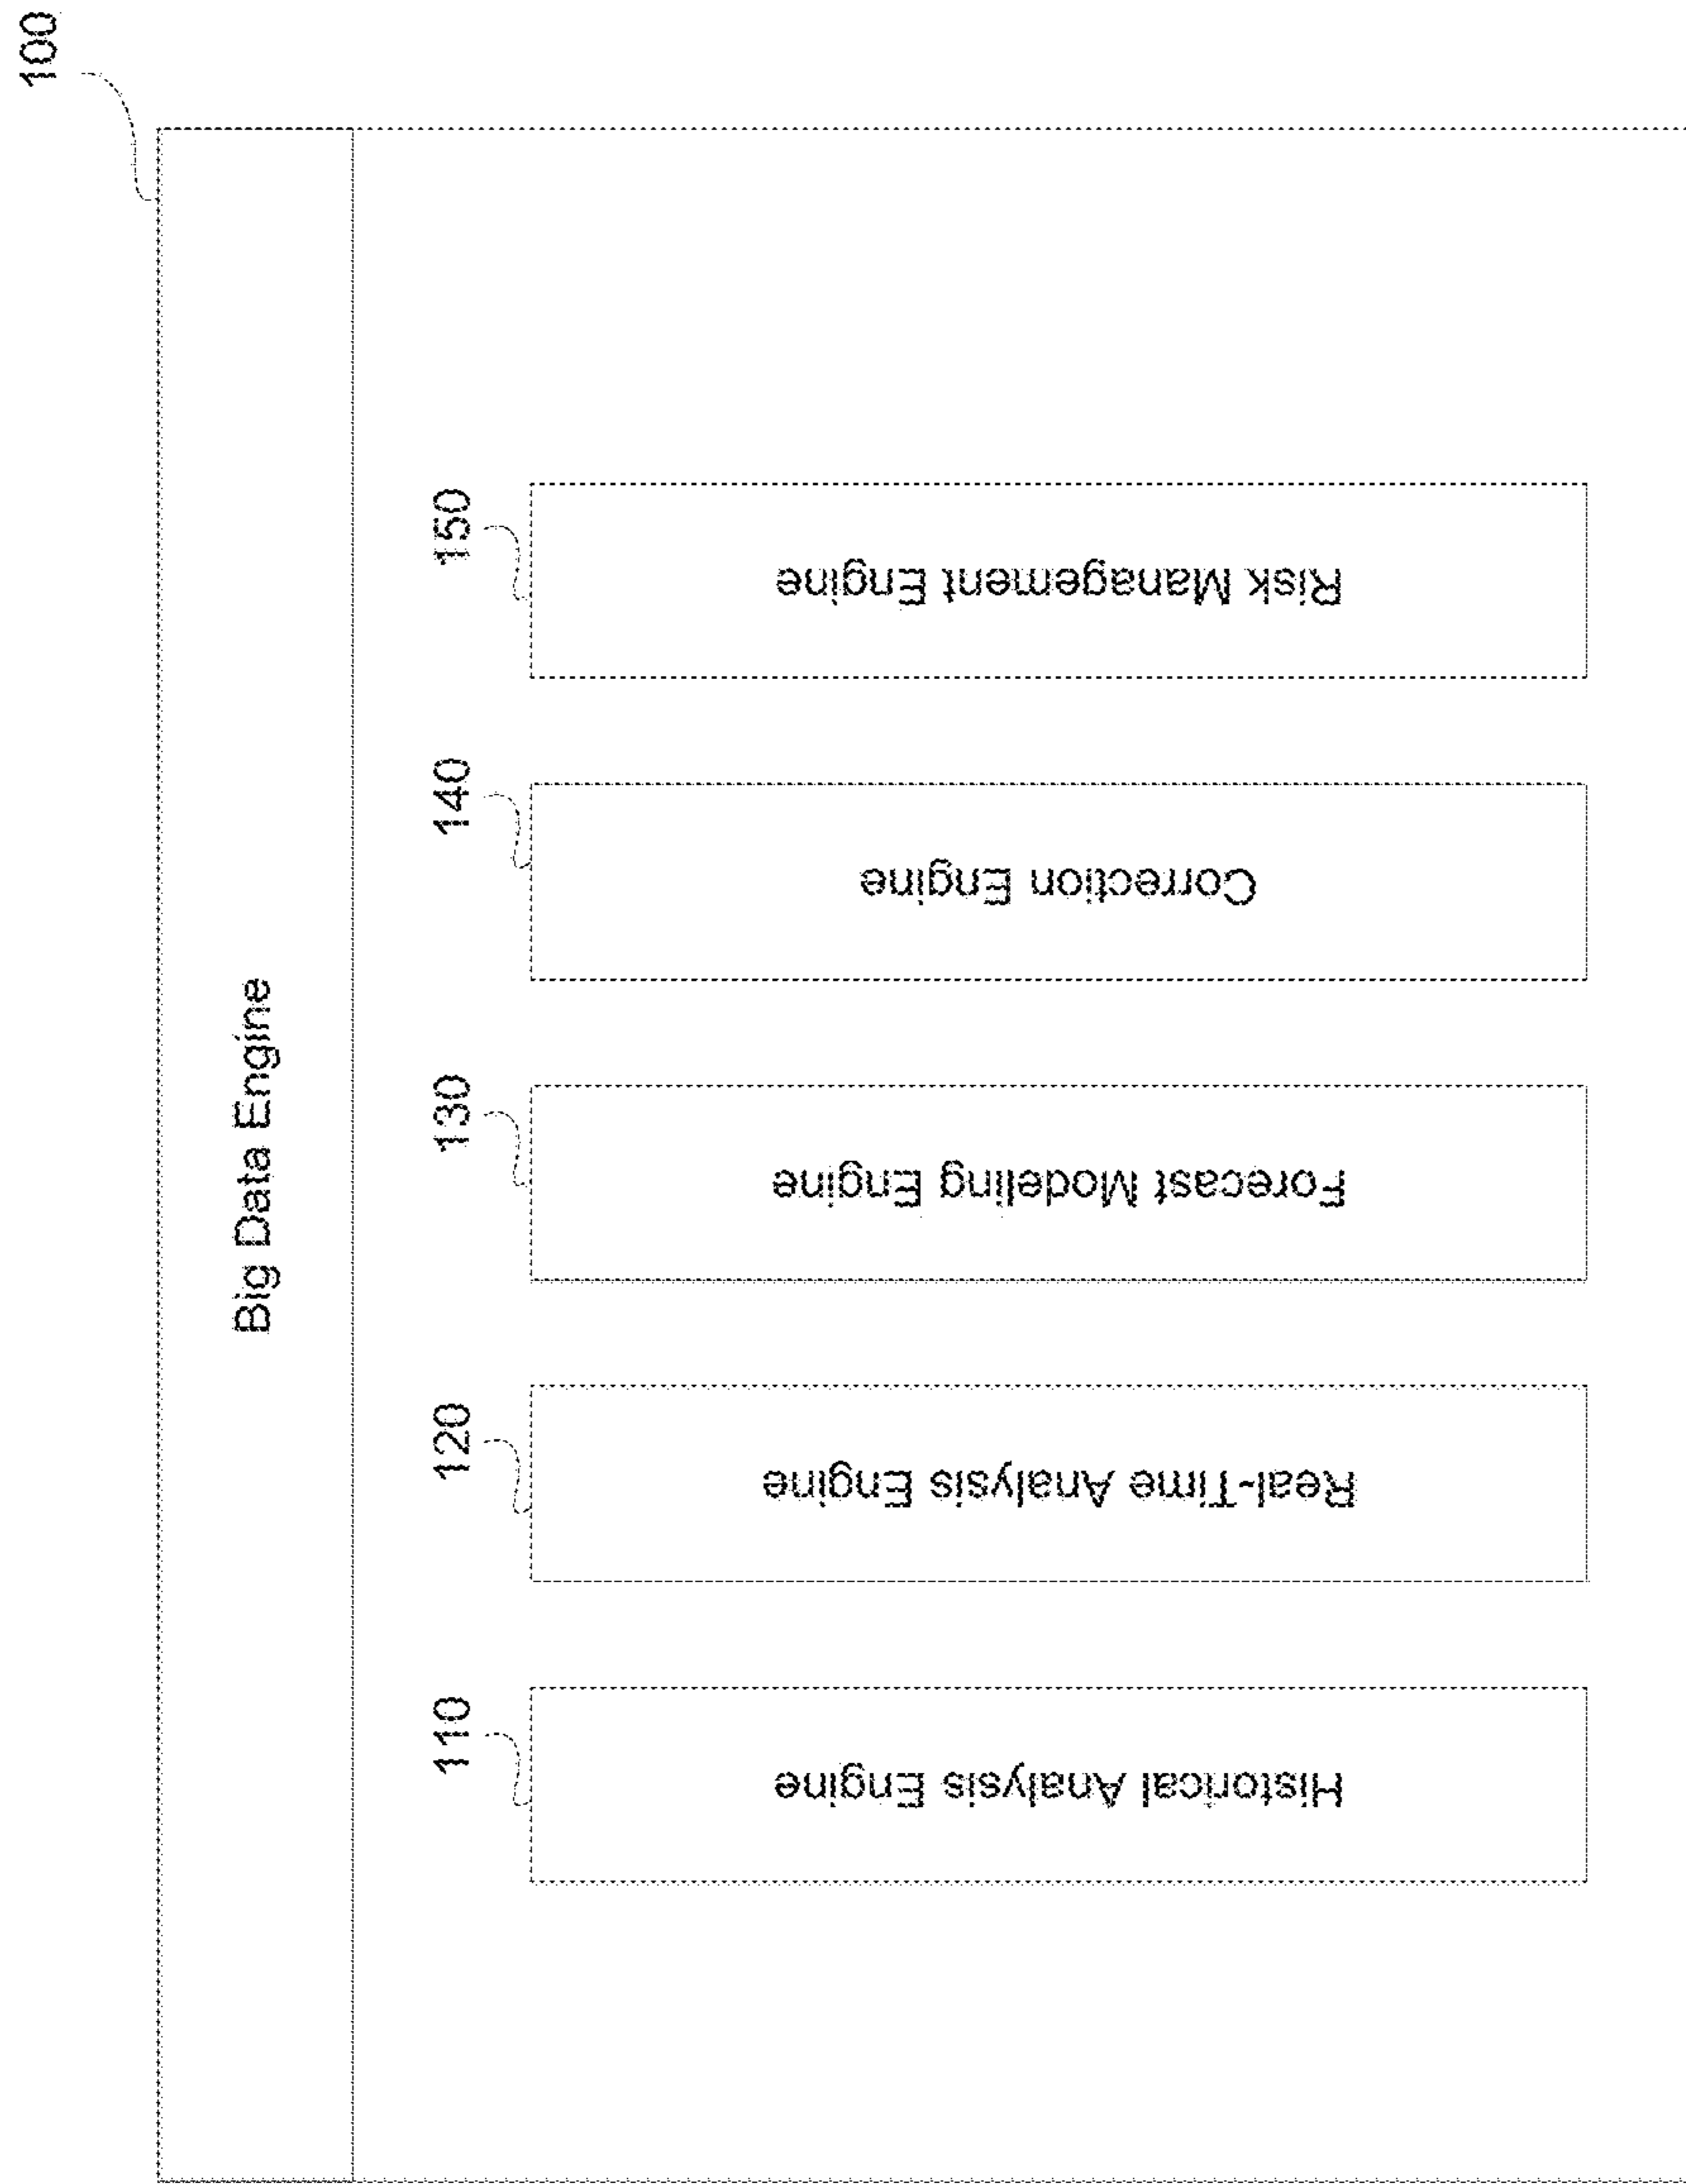 100
Big Data Engine
110
Historical Analysis Engine
120
Real-Time Analysis Engine
130
Forecast Modeling Engine
140
Correction Engine
150
Risk Management Engine